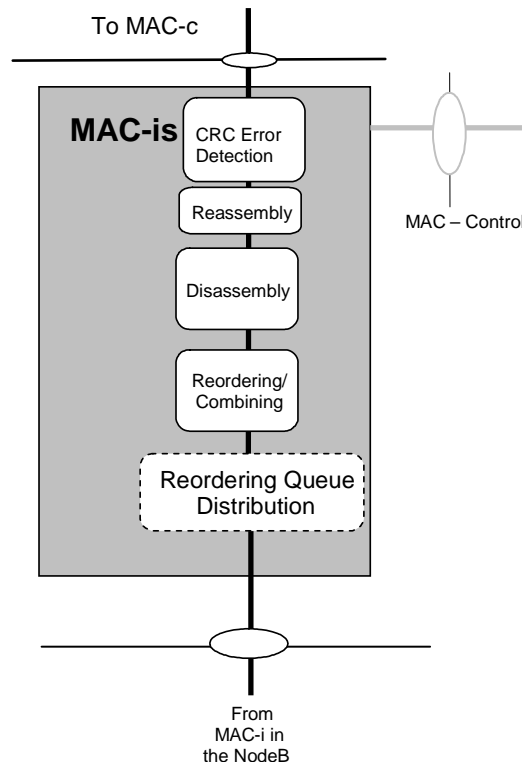 To MAC-c
MAC-is
CRC Error
Detection
Reassembly
MAC – Control
Disassembly
Reordering/
Combining
Reordering Queue
Distribution
From
MAC-i in
the NodeB